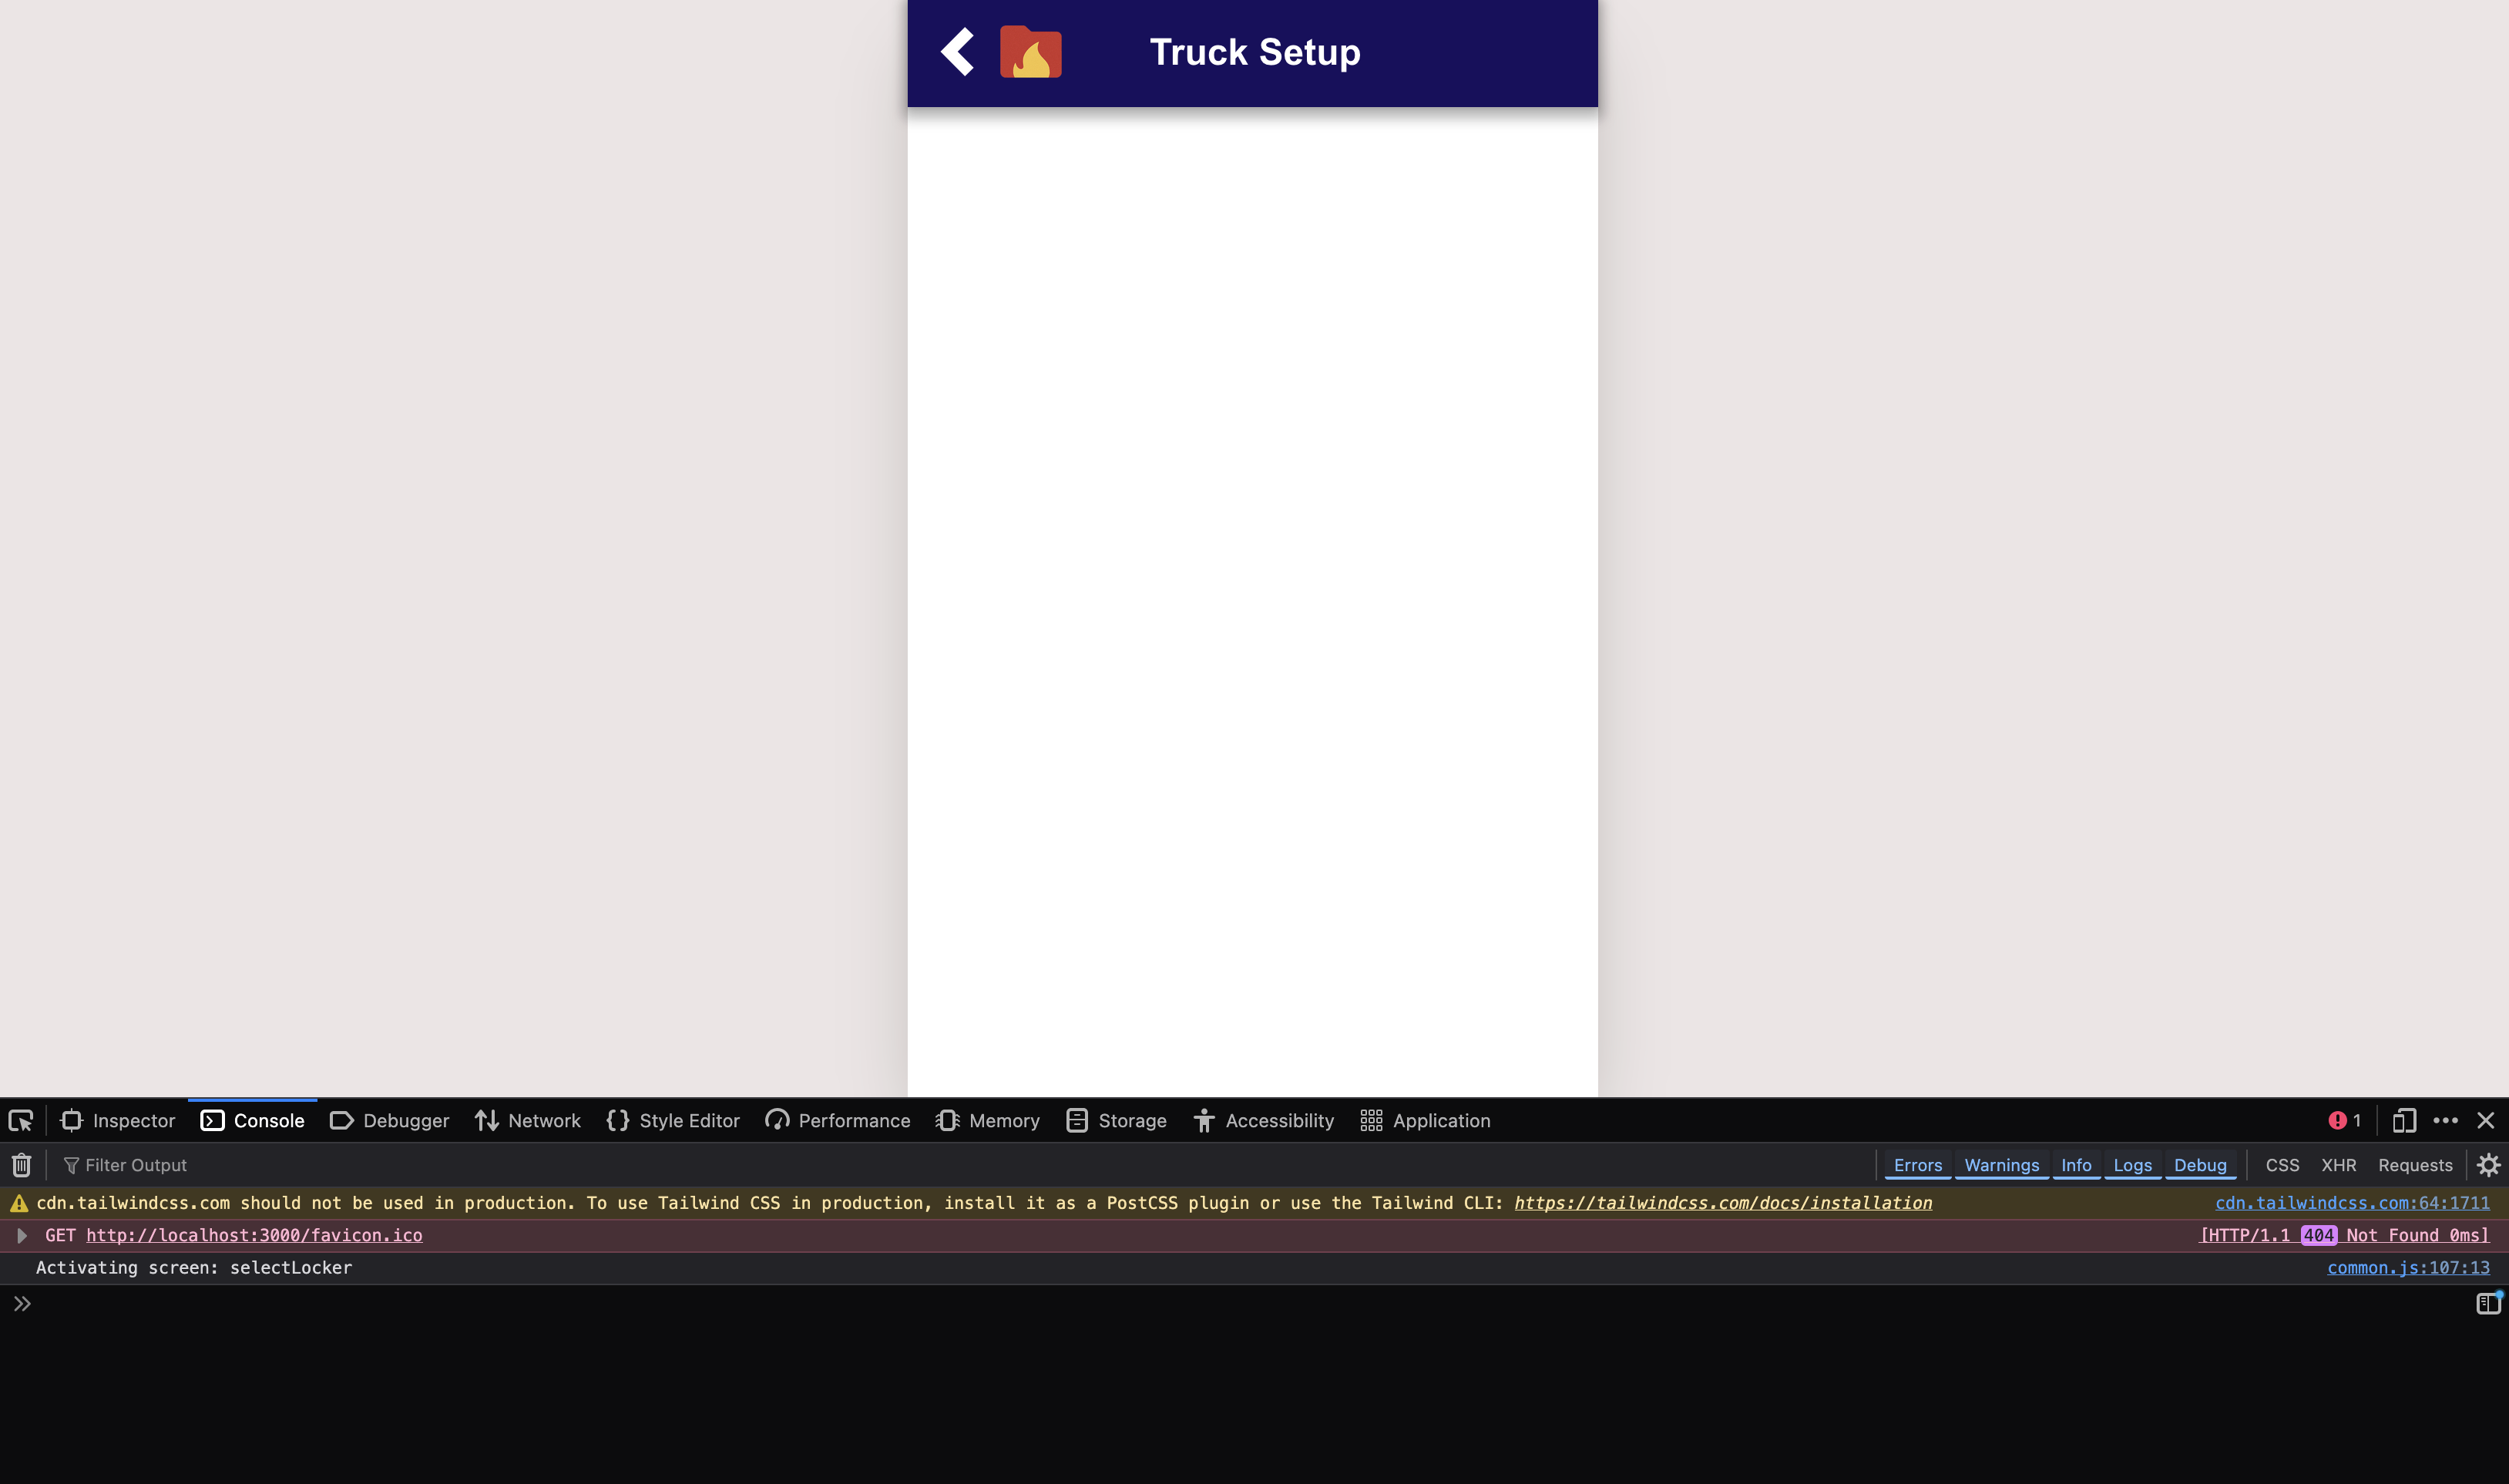 Truck Setup
Inspector Console Debugger Network Style Editor Performance Memory Storage Accessibility Application 1
Filter Output Errors Warnings Info Logs Debug CSS XHR Requests
cdn.tailwindcss.com should not be used in production. To use Tailwind CSS in production, install it as a PostCSS plugin or use the Tailwind CLI: https://tailwindcss.com/docs/installation cdn.tailwindcss.com:64:1711
GET http://localhost:3000/favicon.ico [HTTP/1.1 404 Not Found 0ms]
Activating screen: selectLocker common.js:107:13